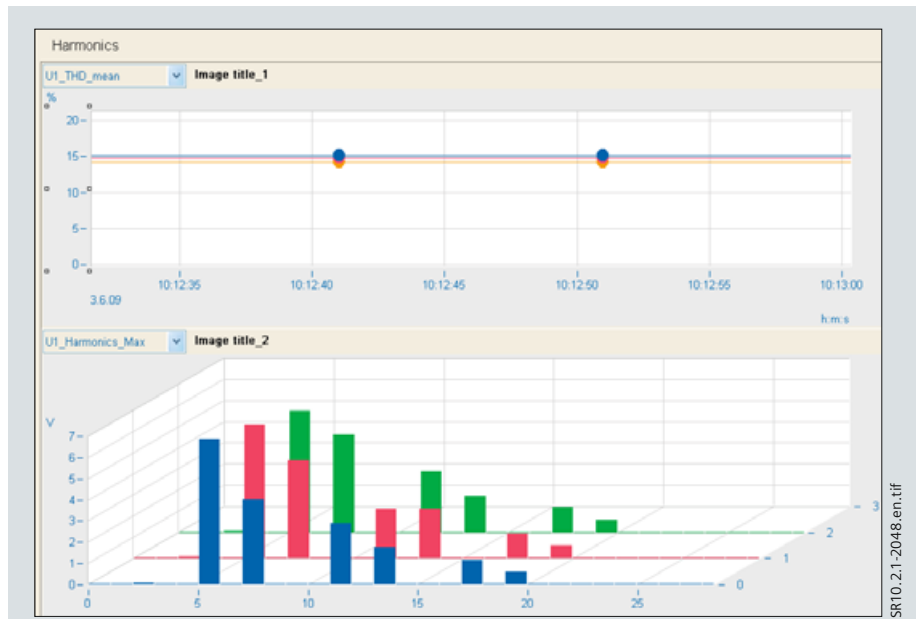 Harmonics
U1_THD_mean Image title_1
%
20
15
10
5
0
10:12:35 10:12:40 10:12:45 10:12:50 10:12:55 10:13:00
3.6.09
h:m:s
U1_Harmonics_Max Image title_2
V
7
6
5
4
3
2
1
0
0 5 10 15 20 25
0
1
2
3
SR10.2.1-2048.en.tif